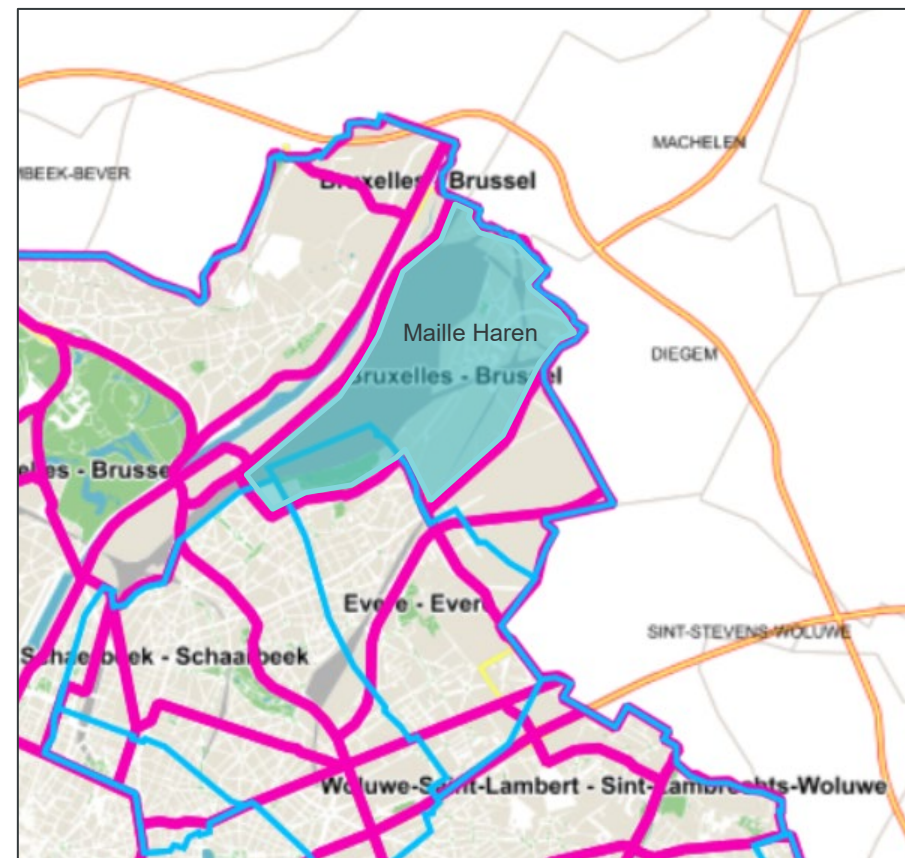 MACHELEN
MBEEK-BEVER
Bruxelles - Brussel
Maille Haren
DIEGEM
Bruxelles - Brussel
elles - Brussel
Evere - Evere
SINT-STEVENS-WOLUWE
Schaerbeek - Schaarbeek
Woluwe-Saint-Lambert - Sint-Lambrechts-Woluwe